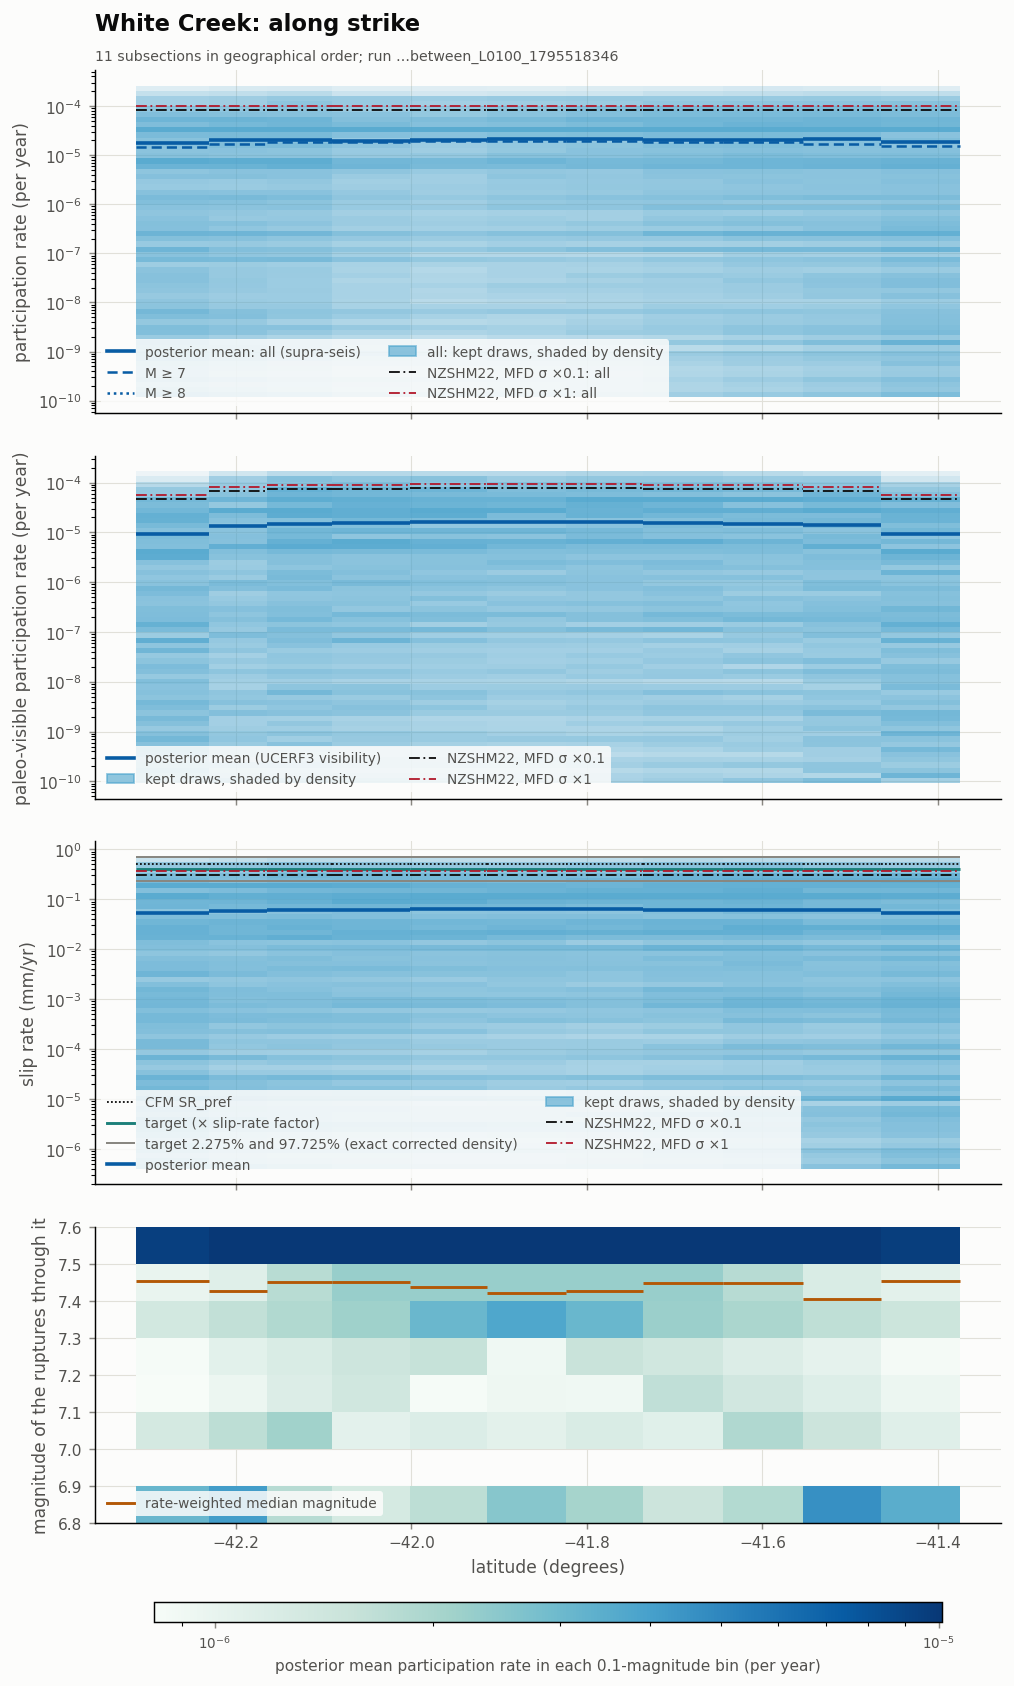 White Creek: along strike
11 subsections in geographical order; run …between_L0100_1795518346
participation rate (per year)
10⁻⁴
10⁻⁵
10⁻⁶
10⁻⁷
10⁻⁸
10⁻⁹
10⁻¹⁰
posterior mean: all (supra-seis)
M ≥ 7
M ≥ 8
all: kept draws, shaded by density
NZSHM22, MFD σ ×0.1: all
NZSHM22, MFD σ ×1: all
paleo-visible participation rate (per year)
10⁻⁴
10⁻⁵
10⁻⁶
10⁻⁷
10⁻⁸
10⁻⁹
10⁻¹⁰
posterior mean (UCERF3 visibility)
kept draws, shaded by density
NZSHM22, MFD σ ×0.1
NZSHM22, MFD σ ×1
slip rate (mm/yr)
10⁰
10⁻¹
10⁻²
10⁻³
10⁻⁴
10⁻⁵
10⁻⁶
CFM SR_pref
target (× slip-rate factor)
target 2.275% and 97.725% (exact corrected density)
posterior mean
kept draws, shaded by density
NZSHM22, MFD σ ×0.1
NZSHM22, MFD σ ×1
magnitude of the ruptures through it
7.6
7.5
7.4
7.3
7.2
7.1
7.0
6.9
6.8
rate-weighted median magnitude
−42.2
−42.0
−41.8
−41.6
−41.4
latitude (degrees)
10⁻⁶
10⁻⁵
posterior mean participation rate in each 0.1-magnitude bin (per year)